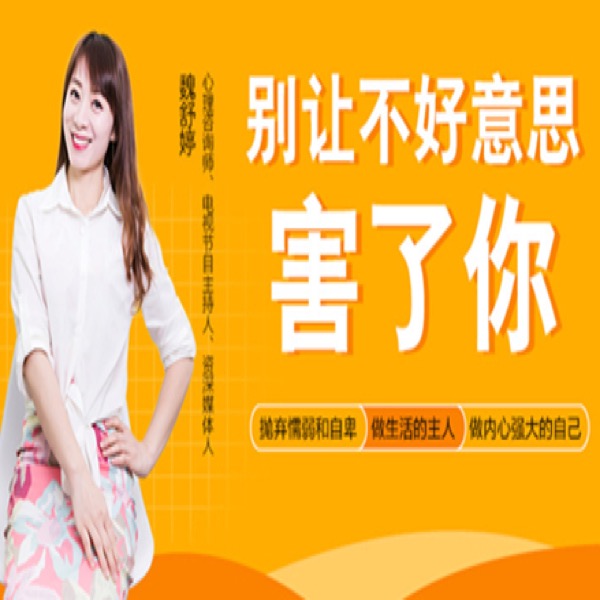 别让不好意思
害了你
心理咨询师、电视节目主持人、资深媒体人
魏舒婷
抛弃懦弱和自卑
做生活的主人
做内心强大的自己